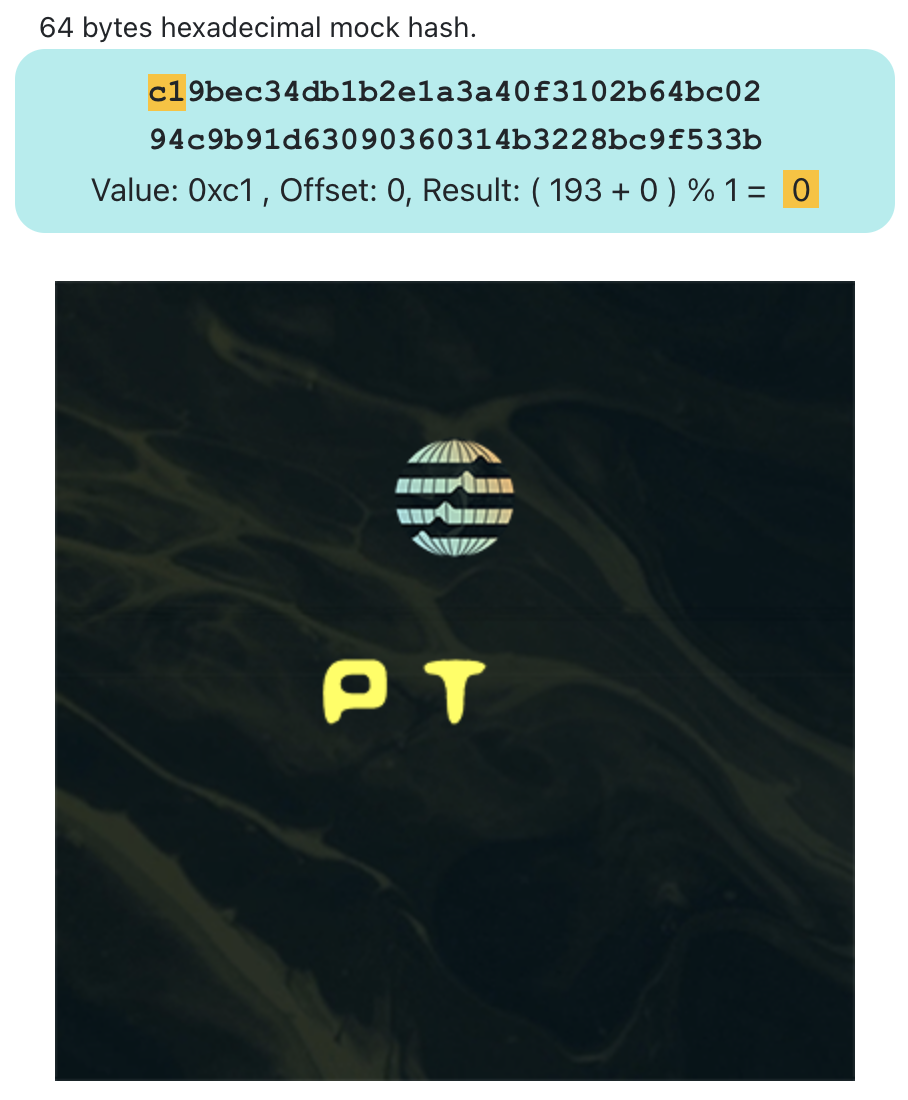 64 bytes hexadecimal mock hash.
c19bec34db1b2e1a3a40f3102b64bc02
94c9b91d63090360314b3228bc9f533b
Value: 0xc1 , Offset: 0, Result: ( 193 + 0 ) % 1 = 0
P T